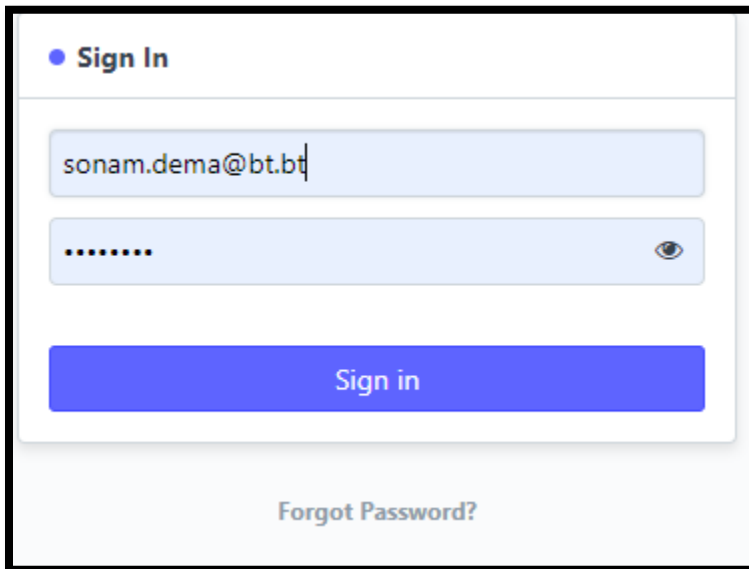 Sign In
sonam.dema@bt.bt
••••••••
Sign in
Forgot Password?